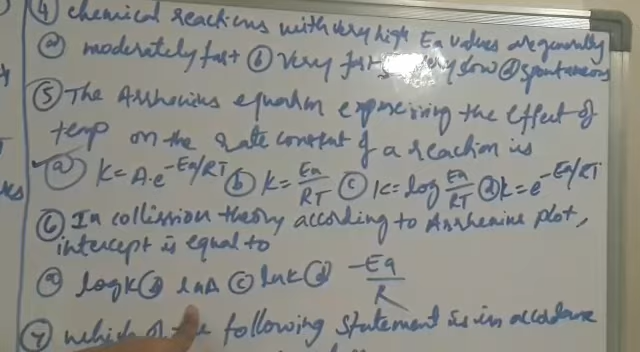 ④ chemical reactions with very high Ea values are generally
ⓐ moderately fast ⓑ very fast very slow ⓓ spontaneous
⑤ The Arrhenius equation expressing the effect of
temp on the rate constant of a reaction is
ⓐ K = A.e^-Ea/RT ⓑ K = Ea/RT ⓒ K = log Ea/RT ⓓ K = e^-Ea/RT
⑥ In collission theory according to Arrhenius plot,
intercept is equal to
ⓐ logK ⓑ lnA ⓒ lnK ⓓ -Ea/R
⑦ which of the following statement is in accordance